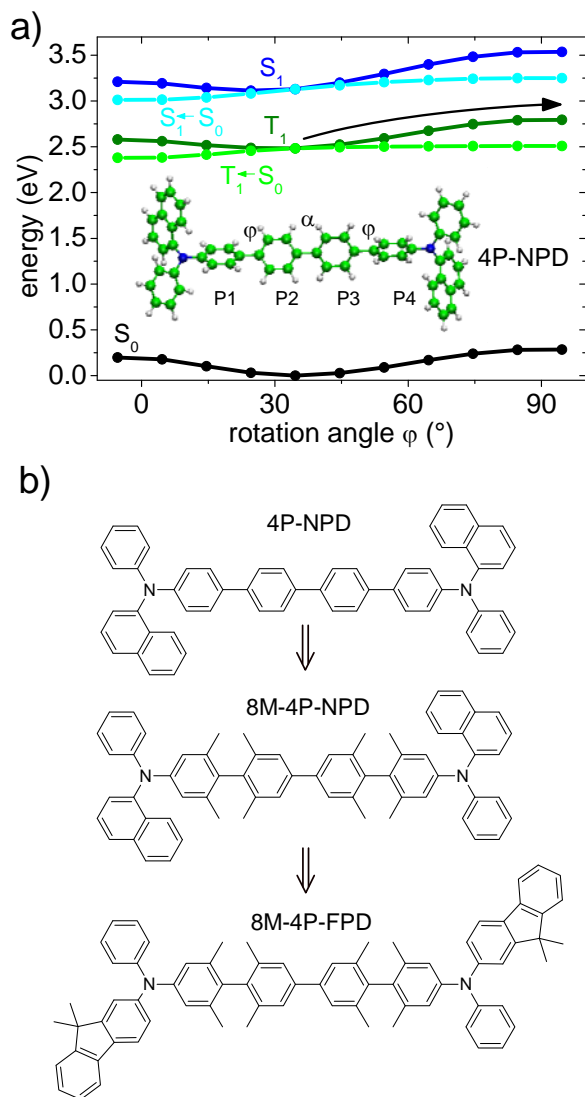 a)
3.5
3.0
2.5
2.0
1.5
1.0
0.5
0.0
energy (eV)
S₁
S₁←S₀
T₁
T₁←S₀
φ α φ
4P-NPD
P1 P2 P3 P4
S₀
0 30 60 90
rotation angle φ (°)
b)
4P-NPD
N N
8M-4P-NPD
N N
8M-4P-FPD
N N